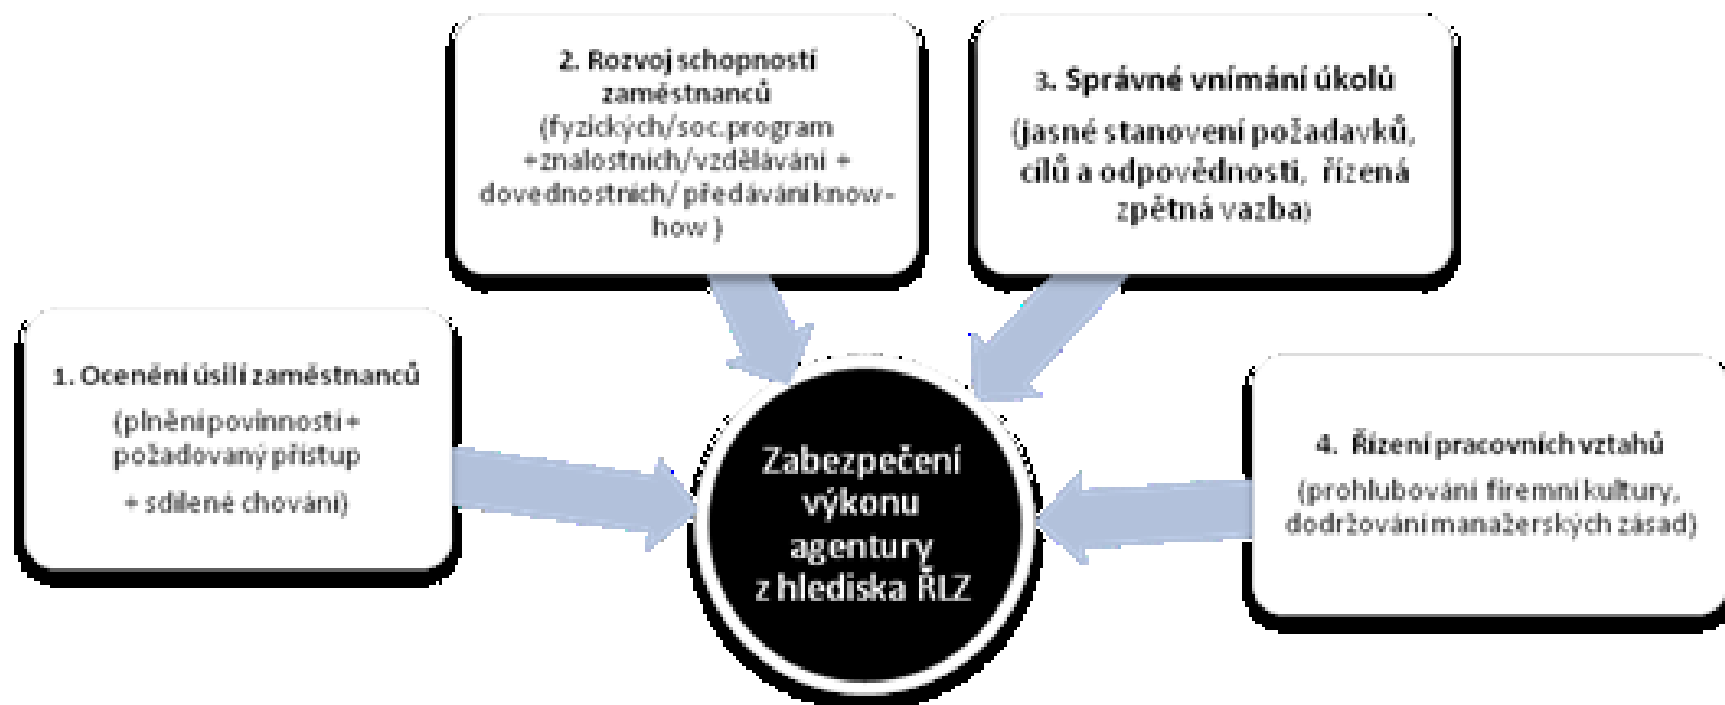 2. Rozvoj schopností
zaměstnanců
(fyzických/soc.program
+znalostních/vzdělávání +
dovednostních/ předávání know-
how )
3. Správné vnímání úkolů
(jasné stanovení požadavků,
cílů a odpovědnosti, řízená
zpětná vazba)
1. Ocenění úsilí zaměstnanců
(plnění povinností +
požadovaný přístup
+ sdílené chování)
4. Řízení pracovních vztahů
(prohlubování firemní kultury,
dodržování manažerských zásad)
Zabezpečení
výkonu
agentury
z hlediska ŘLZ